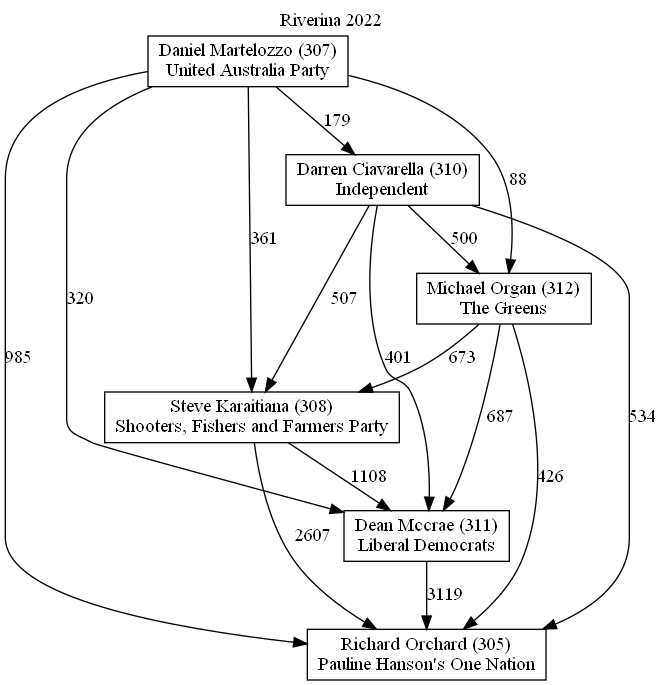 Riverina 2022
Daniel Martelozzo (307)
United Australia Party
179
Darren Ciavarella (310)
Independent
88
361
500
320
507
Michael Organ (312)
The Greens
985
401
673
534
Steve Karaitiana (308)
Shooters, Fishers and Farmers Party
687
1108
426
Dean Mccrae (311)
Liberal Democrats
2607
3119
Richard Orchard (305)
Pauline Hanson's One Nation